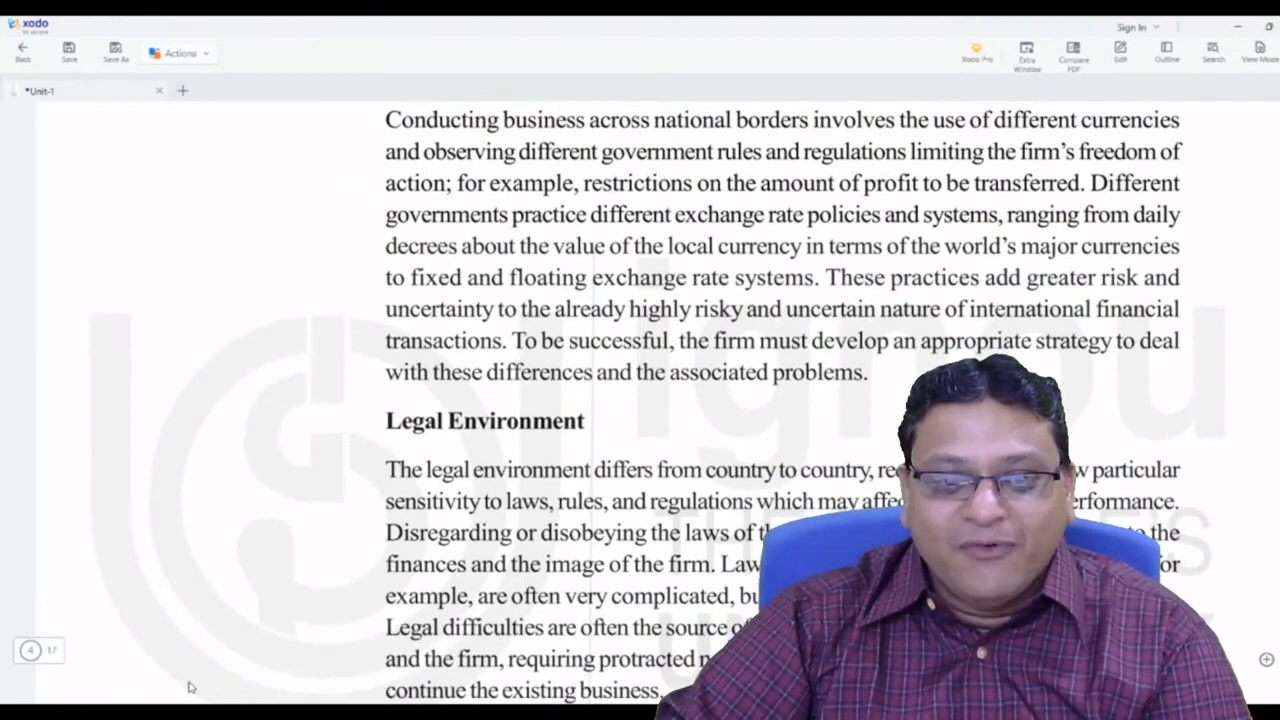 xodo
by apryse
Sign In
Back
Save
Save As
Actions
Xodo Pro
Extra Window
Compare PDF
Edit
Outline
Search
View Mode
*Unit-1
Conducting business across national borders involves the use of different currencies
and observing different government rules and regulations limiting the firm's freedom of
action; for example, restrictions on the amount of profit to be transferred. Different
governments practice different exchange rate policies and systems, ranging from daily
decrees about the value of the local currency in terms of the world's major currencies
to fixed and floating exchange rate systems. These practices add greater risk and
uncertainty to the already highly risky and uncertain nature of international financial
transactions. To be successful, the firm must develop an appropriate strategy to deal
with these differences and the associated problems.
Legal Environment
The legal environment differs from country to country, particular
sensitivity to laws, rules, and regulations which may performance.
Disregarding or disobeying the laws of the
finances and the image of the firm.
example, are often very complicated,
Legal difficulties are often the source
and the firm, requiring protracted
continue the existing business.
ignou
4 17